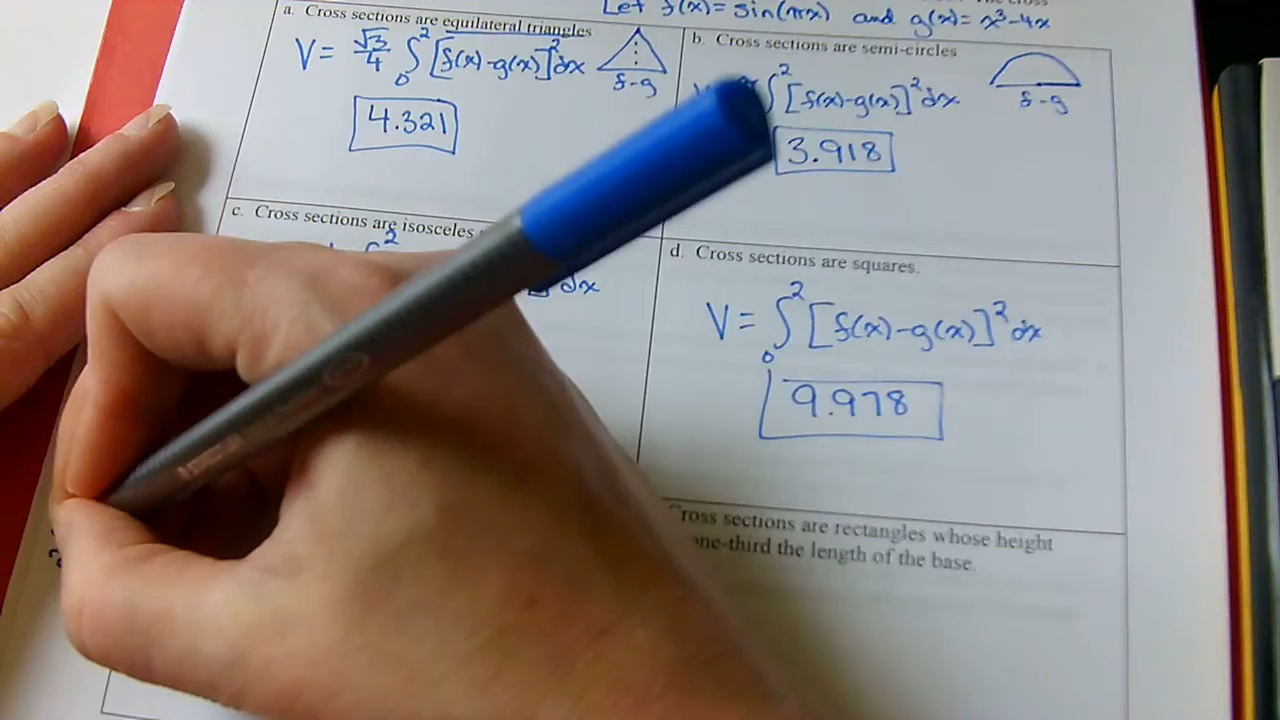 Let f(x) = sin(πx) and g(x) = x³-4x
a. Cross sections are equilateral triangles
V = √3/4 ∫₀² [f(x)-g(x)]² dx
f-g
4.321
b. Cross sections are semi-circles
∫² [f(x)-g(x)]² dx
f-g
3.918
c. Cross sections are isosceles
2
dx
d. Cross sections are squares.
V = ∫₀² [f(x)-g(x)]² dx
9.978
Cross sections are rectangles whose height
one-third the length of the base.